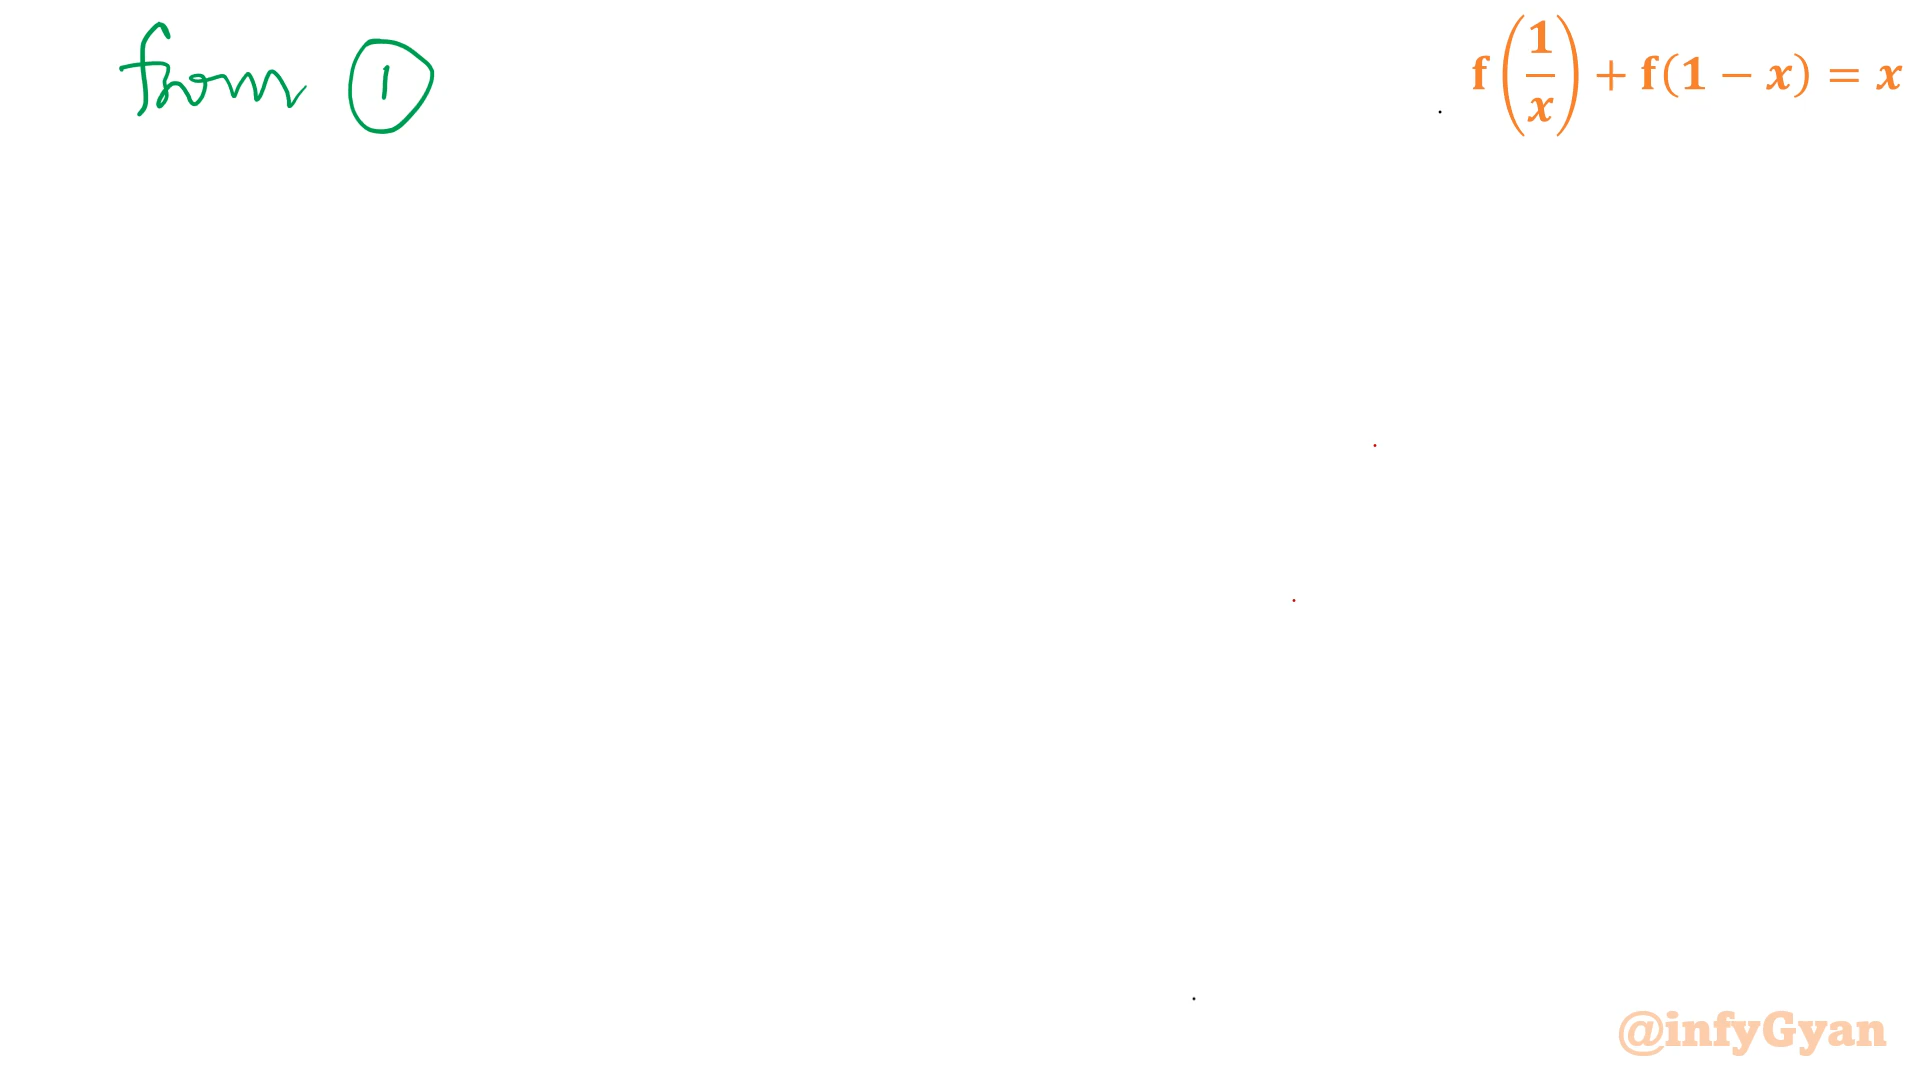 from ①
f(1/x) + f(1 − x) = x
@infyGyan